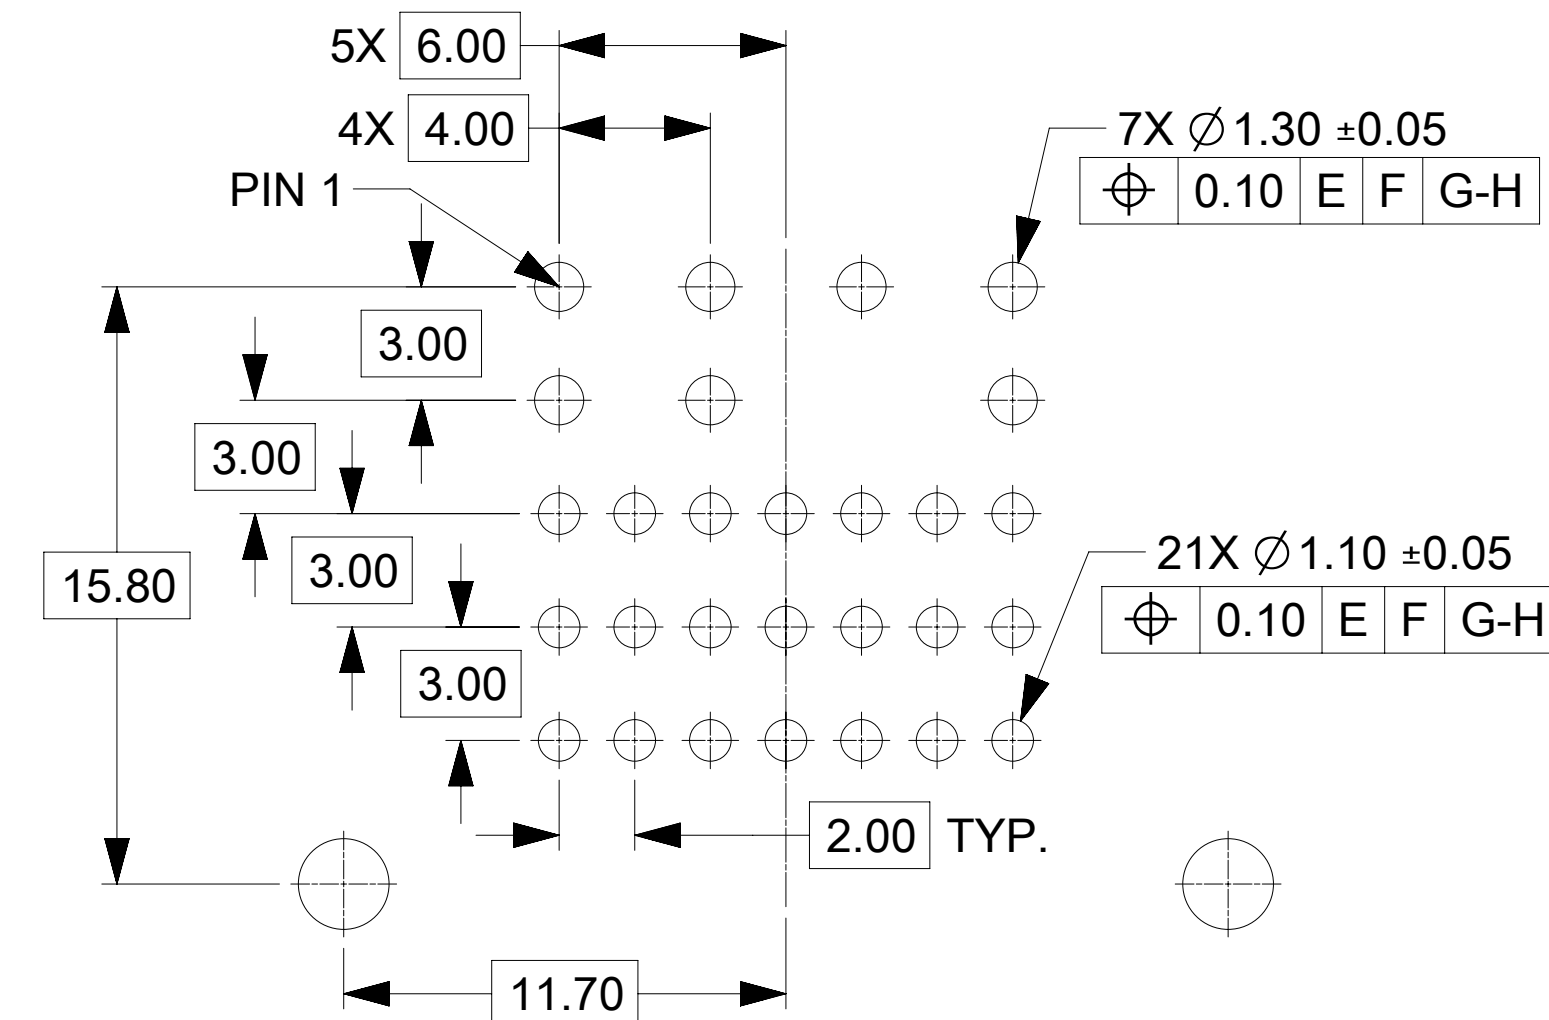 5X 6.00
4X 4.00
7X ∅1.30 ±0.05
⌖ 0.10 E F G-H
PIN 1
3.00
3.00
15.80
3.00
21X ∅1.10 ±0.05
⌖ 0.10 E F G-H
3.00
2.00 TYP.
11.70